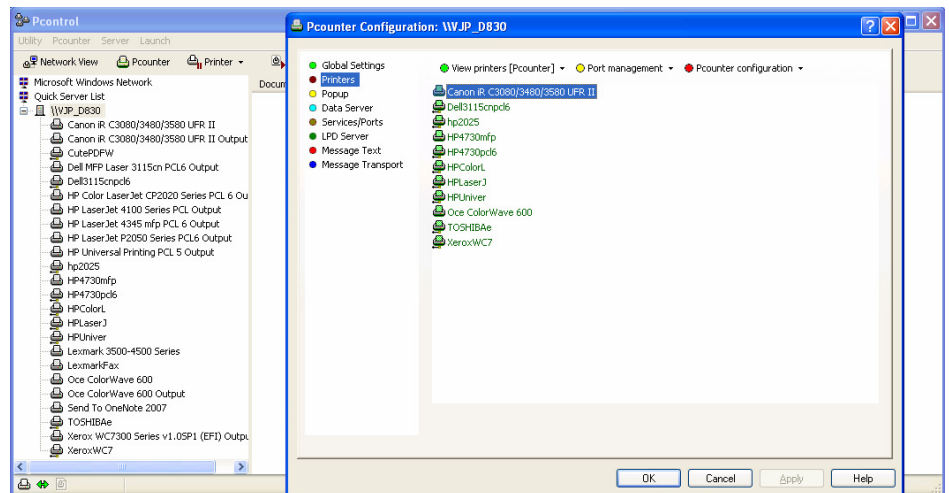 Pcontrol
Utility Pcounter Server Launch
Network View Pcounter Printer
Microsoft Windows Network
Quick Server List
\\VJP_D830
Canon iR C3080/3480/3580 UFR II
Canon iR C3080/3480/3580 UFR II Output
CutePDFW
Dell MFP Laser 3115cn PCL6 Output
Dell3115cnpcl6
HP Color LaserJet CP2020 Series PCL 6 Ou
HP LaserJet 4100 Series PCL Output
HP LaserJet 4345 mfp PCL 6 Output
HP LaserJet P2050 Series PCL6 Output
HP Universal Printing PCL 5 Output
hp2025
HP4730mfp
HP4730pcl6
HPColorL
HPLaserJ
HPUniver
Lexmark 3500-4500 Series
LexmarkFax
Oce ColorWave 600
Oce ColorWave 600 Output
Send To OneNote 2007
TOSHIBAe
Xerox WC7300 Series v1.0SP1 (EFI) Outpu
XeroxWC7
Docum
Pcounter Configuration: \\VJP_D830
Global Settings
Printers
Popup
Data Server
Services/Ports
LPD Server
Message Text
Message Transport
View printers [Pcounter] Port management Pcounter configuration
Canon iR C3080/3480/3580 UFR II
Dell3115cnpcl6
hp2025
HP4730mfp
HP4730pcl6
HPColorL
HPLaserJ
HPUniver
Oce ColorWave 600
TOSHIBAe
XeroxWC7
OK Cancel Apply Help